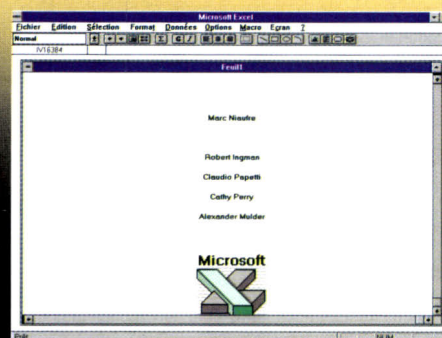 Microsoft Excel
Fichier Edition Sélection Format Données Options Macro Ecran ?
Normal
IV16384
Feuil1
Marc Niautre
Robert Ingman
Claudio Papetti
Cathy Perry
Alexander Mulder
Microsoft
Prêt